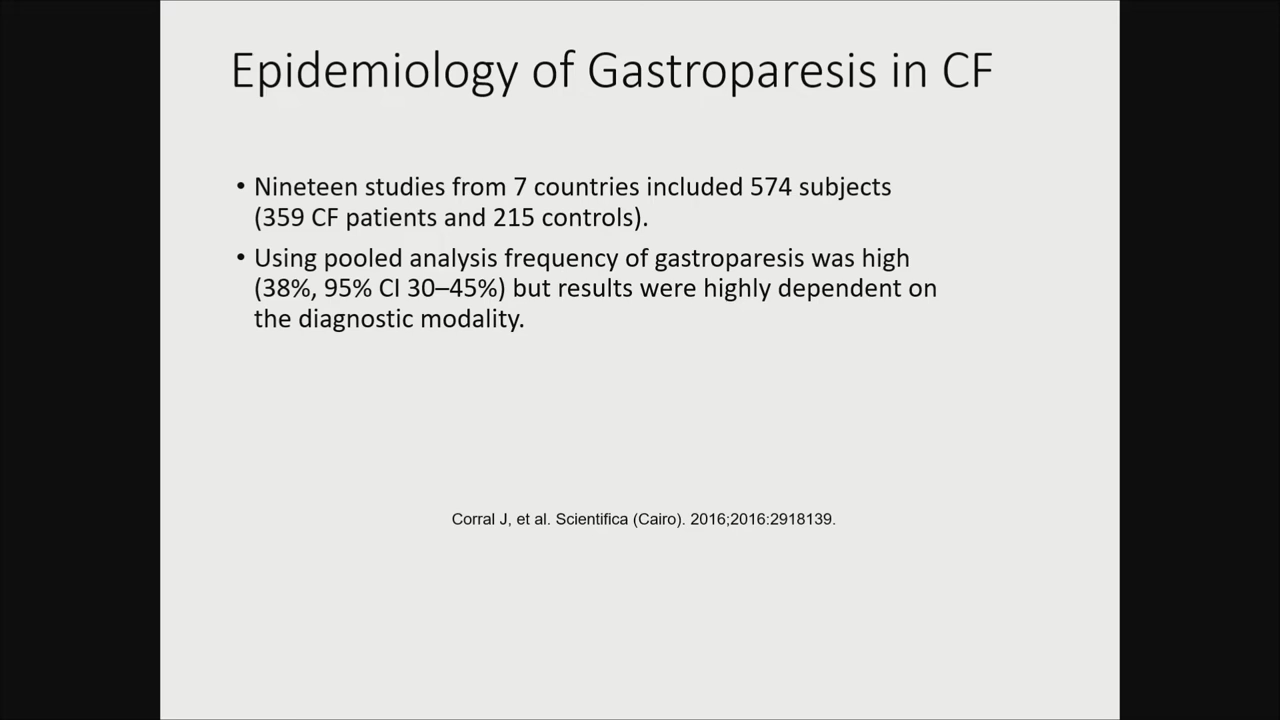 Epidemiology of Gastroparesis in CF
• Nineteen studies from 7 countries included 574 subjects
(359 CF patients and 215 controls).
• Using pooled analysis frequency of gastroparesis was high
(38%, 95% CI 30–45%) but results were highly dependent on
the diagnostic modality.
Corral J, et al. Scientifica (Cairo). 2016;2016:2918139.